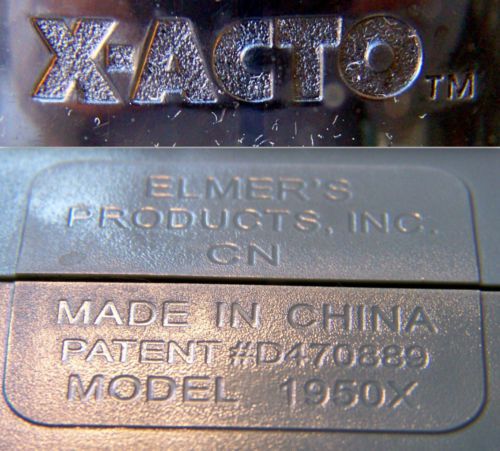 X-ACTO™
ELMER'S
PRODUCTS, INC.
CN
MADE IN CHINA
PATENT #D470889
MODEL 1950X